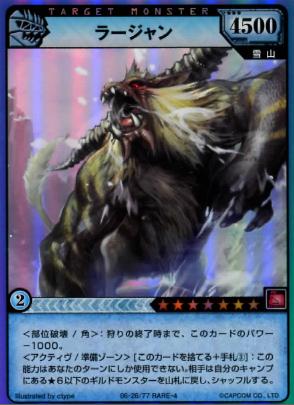 TARGET MONSTER
ラージャン
4500
雪山
2
<部位破壊 / 角>：狩りの終了時まで、このカードのパワー
−1000。
<アクティヴ / 準備ゾーン>［このカードを捨てる＋手札③］：この
能力はあなたのターンにしか使用できない。相手は自分のキャンプ
にある★6以下のギルドモンスターを山札に戻し、シャッフルする。
Illustrated by ctype
06-26/77 RARE-4
©CAPCOM CO., LTD